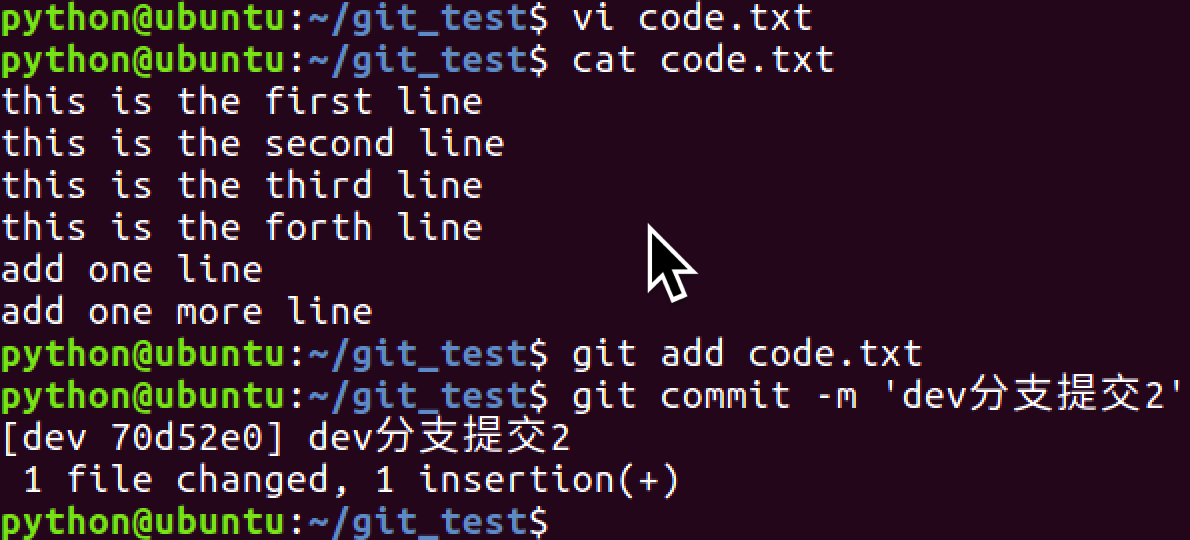 python@ubuntu:~/git_test$ vi code.txt
python@ubuntu:~/git_test$ cat code.txt
this is the first line
this is the second line
this is the third line
this is the forth line
add one line
add one more line
python@ubuntu:~/git_test$ git add code.txt
python@ubuntu:~/git_test$ git commit -m 'dev分支提交2'
[dev 70d52e0] dev分支提交2
 1 file changed, 1 insertion(+)
python@ubuntu:~/git_test$